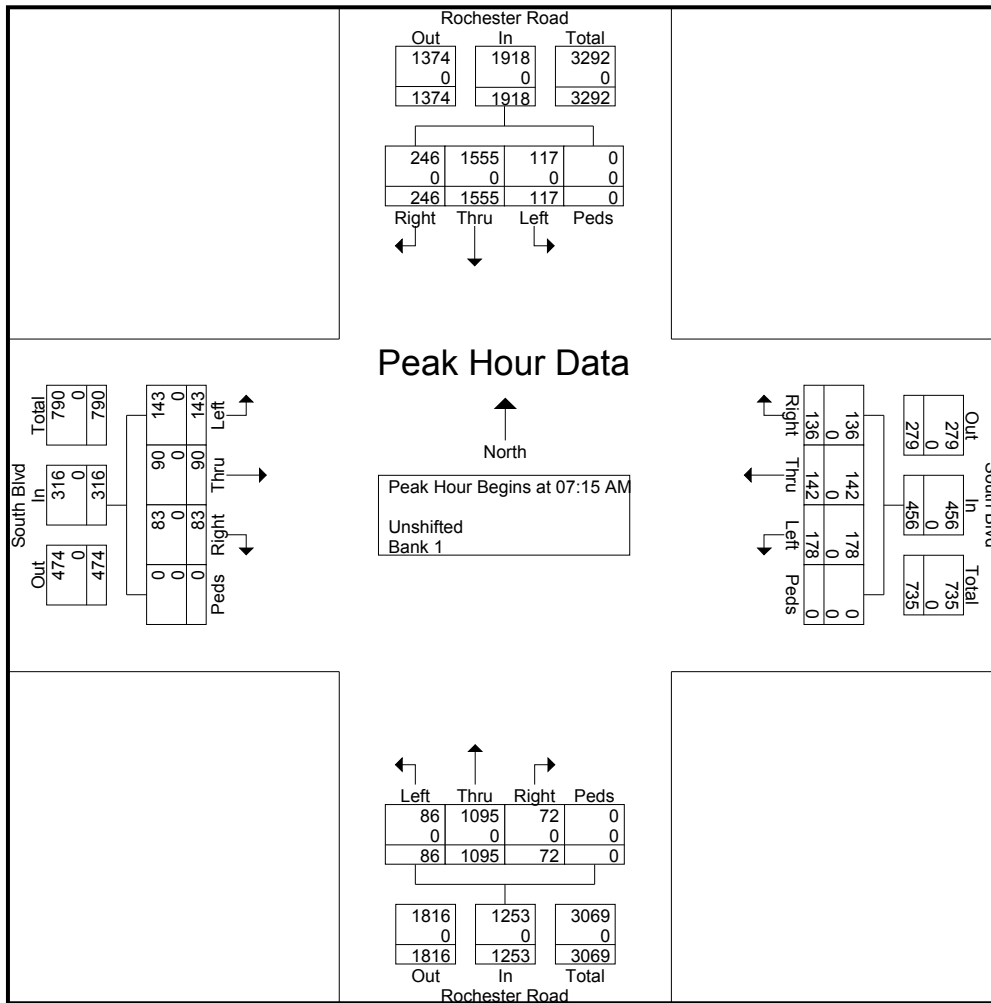 Rochester Road
Out In Total
1374 1918 3292
0 0 0
1374 1918 3292
246 1555 117 0
0 0 0 0
246 1555 117 0
Right Thru Left Peds
Peak Hour Data
North
Peak Hour Begins at 07:15 AM
Unshifted
Bank 1
South Blvd
Out In Total
474 316 790
0 0 0
474 316 790
Peds Right Thru Left
0 83 90 143
0 0 0 0
0 83 90 143
South Blvd
Out In Total
279 456 735
0 0 0
279 456 735
136 142 178 0
0 0 0 0
136 142 178 0
Right Thru Left Peds
Left Thru Right Peds
86 1095 72 0
0 0 0 0
86 1095 72 0
1816 1253 3069
0 0 0
1816 1253 3069
Out In Total
Rochester Road